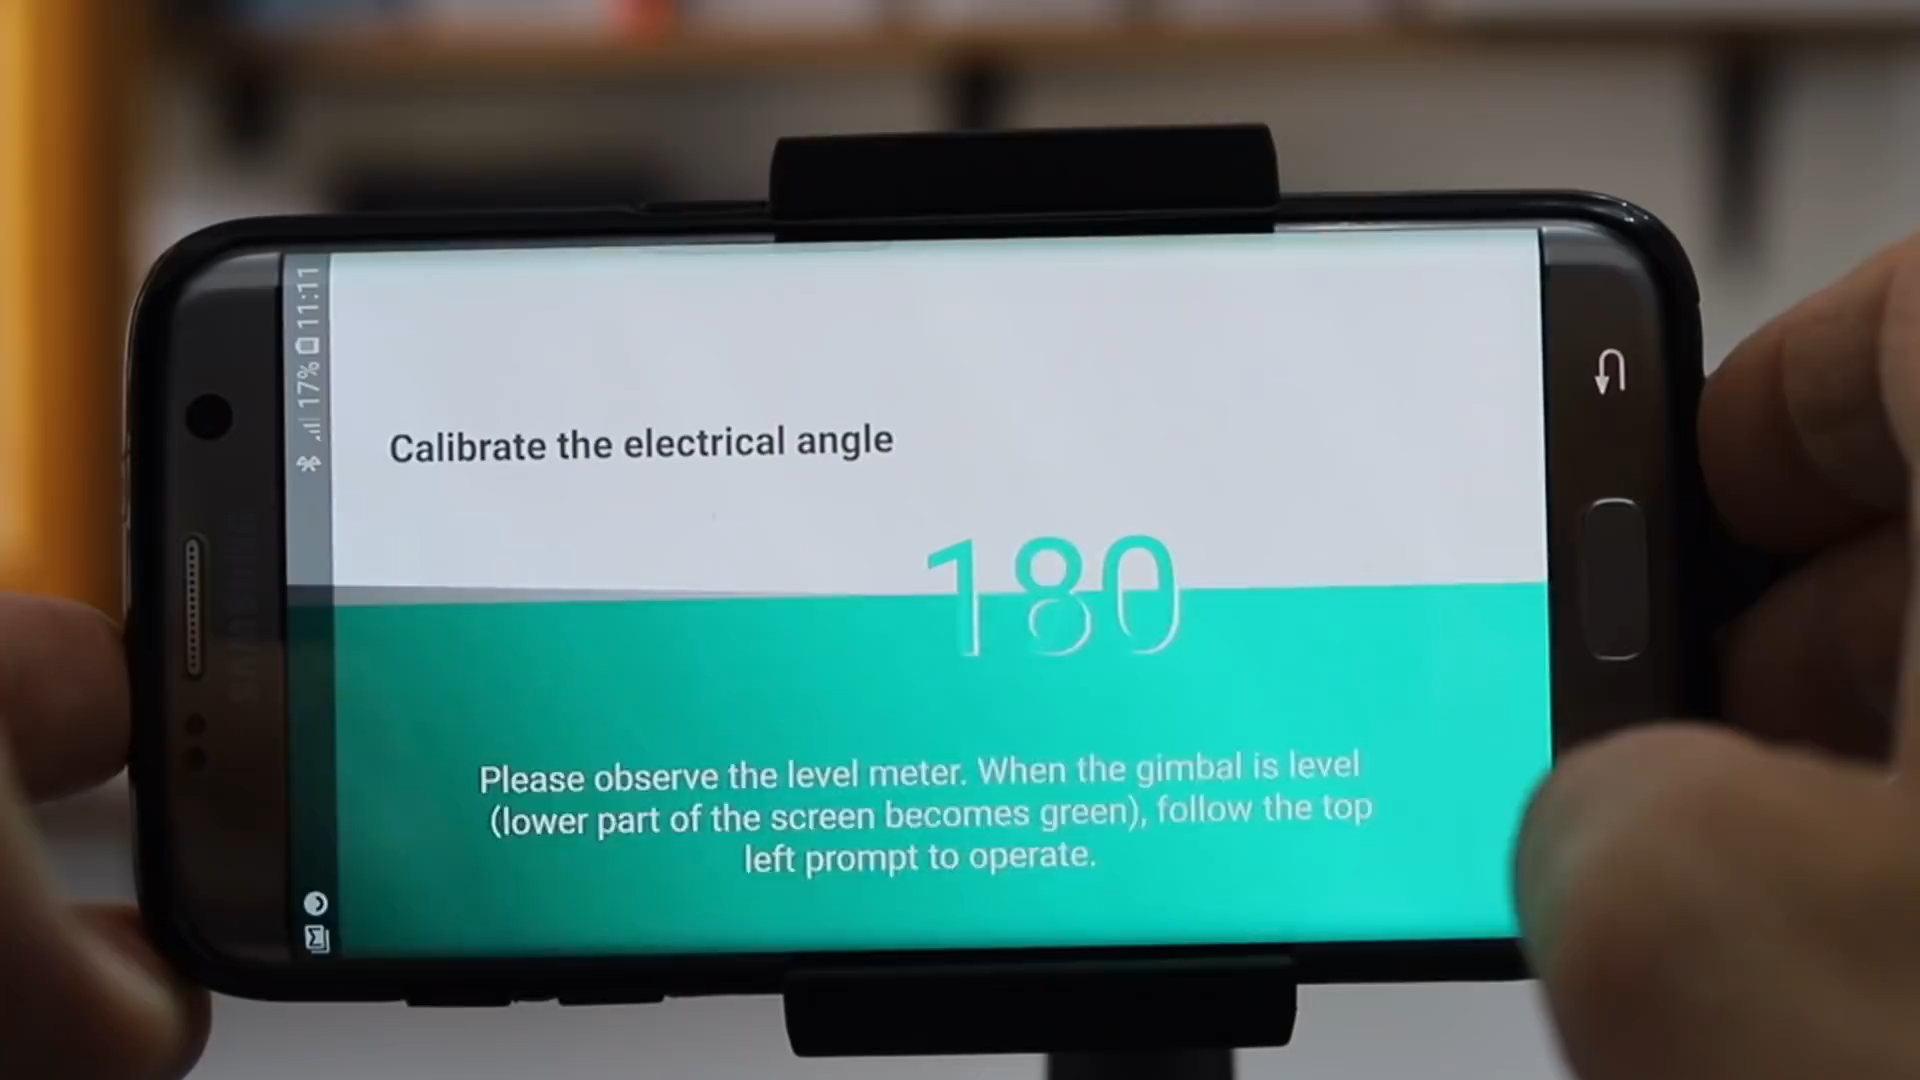 11:11
17%
Calibrate the electrical angle
180
Please observe the level meter. When the gimbal is level
(lower part of the screen becomes green), follow the top
left prompt to operate.
SAMSUNG